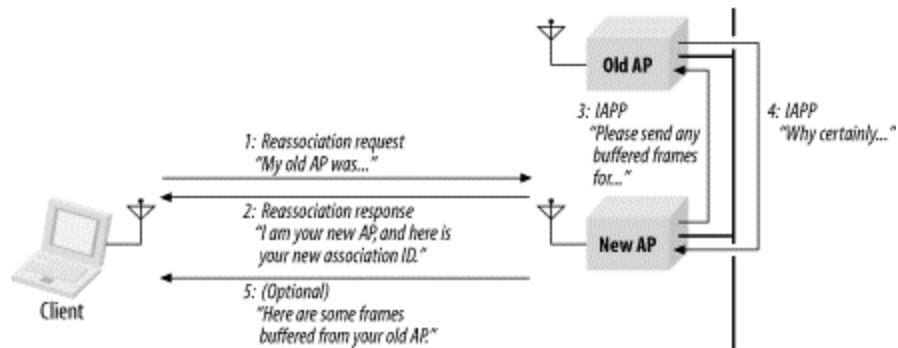 Old AP
3: IAPP
"Please send any
buffered frames
for..."
4: IAPP
"Why certainly..."
1: Reassociation request
"My old AP was..."
2: Reassociation response
"I am your new AP, and here is
your new association ID."
New AP
Client
5: (Optional)
"Here are some frames
buffered from your old AP."